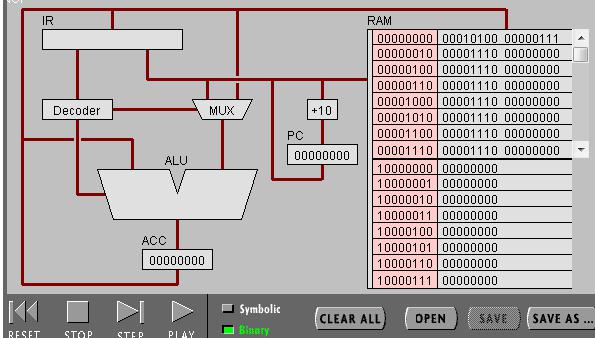 IR
RAM
00000000 00010100 00000111
00000010 00001110 00000000
00000100 00001110 00000000
00000110 00001110 00000000
00001000 00001110 00000000
00001010 00001110 00000000
00001100 00001110 00000000
00001110 00001110 00000000
10000000 00000000
10000001 00000000
10000010 00000000
10000011 00000000
10000100 00000000
10000101 00000000
10000110 00000000
10000111 00000000
Decoder
MUX
+10
PC
00000000
ALU
ACC
00000000
RESET STOP STEP PLAY
Symbolic
Binary
CLEAR ALL OPEN SAVE SAVE AS ...